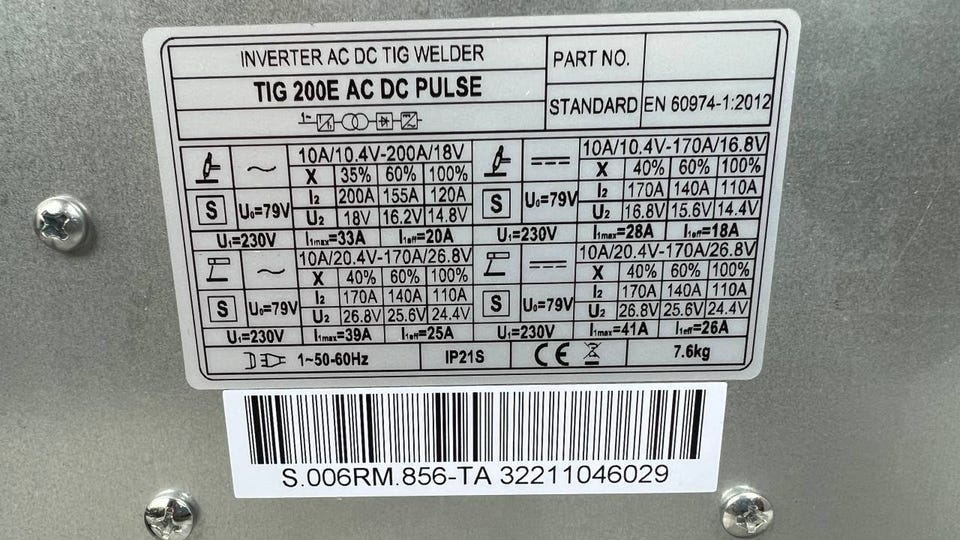 INVERTER AC DC TIG WELDER
TIG 200E AC DC PULSE
1~
PART NO.
STANDARD EN 60974-1:2012
10A/10.4V-200A/18V
X 35% 60% 100%
I2 200A 155A 120A
S U0=79V U2 18V 16.2V 14.8V
U1=230V I1max=33A I1eff=20A
10A/10.4V-170A/16.8V
X 40% 60% 100%
I2 170A 140A 110A
S U0=79V U2 16.8V 15.6V 14.4V
U1=230V I1max=28A I1eff=18A
10A/20.4V-170A/26.8V
X 40% 60% 100%
I2 170A 140A 110A
S U0=79V U2 26.8V 25.6V 24.4V
U1=230V I1max=39A I1eff=25A
10A/20.4V-170A/26.8V
X 40% 60% 100%
I2 170A 140A 110A
S U0=79V U2 26.8V 25.6V 24.4V
U1=230V I1max=41A I1eff=26A
1~50-60Hz IP21S CE 7.6kg
S.006RM.856-TA 32211046029